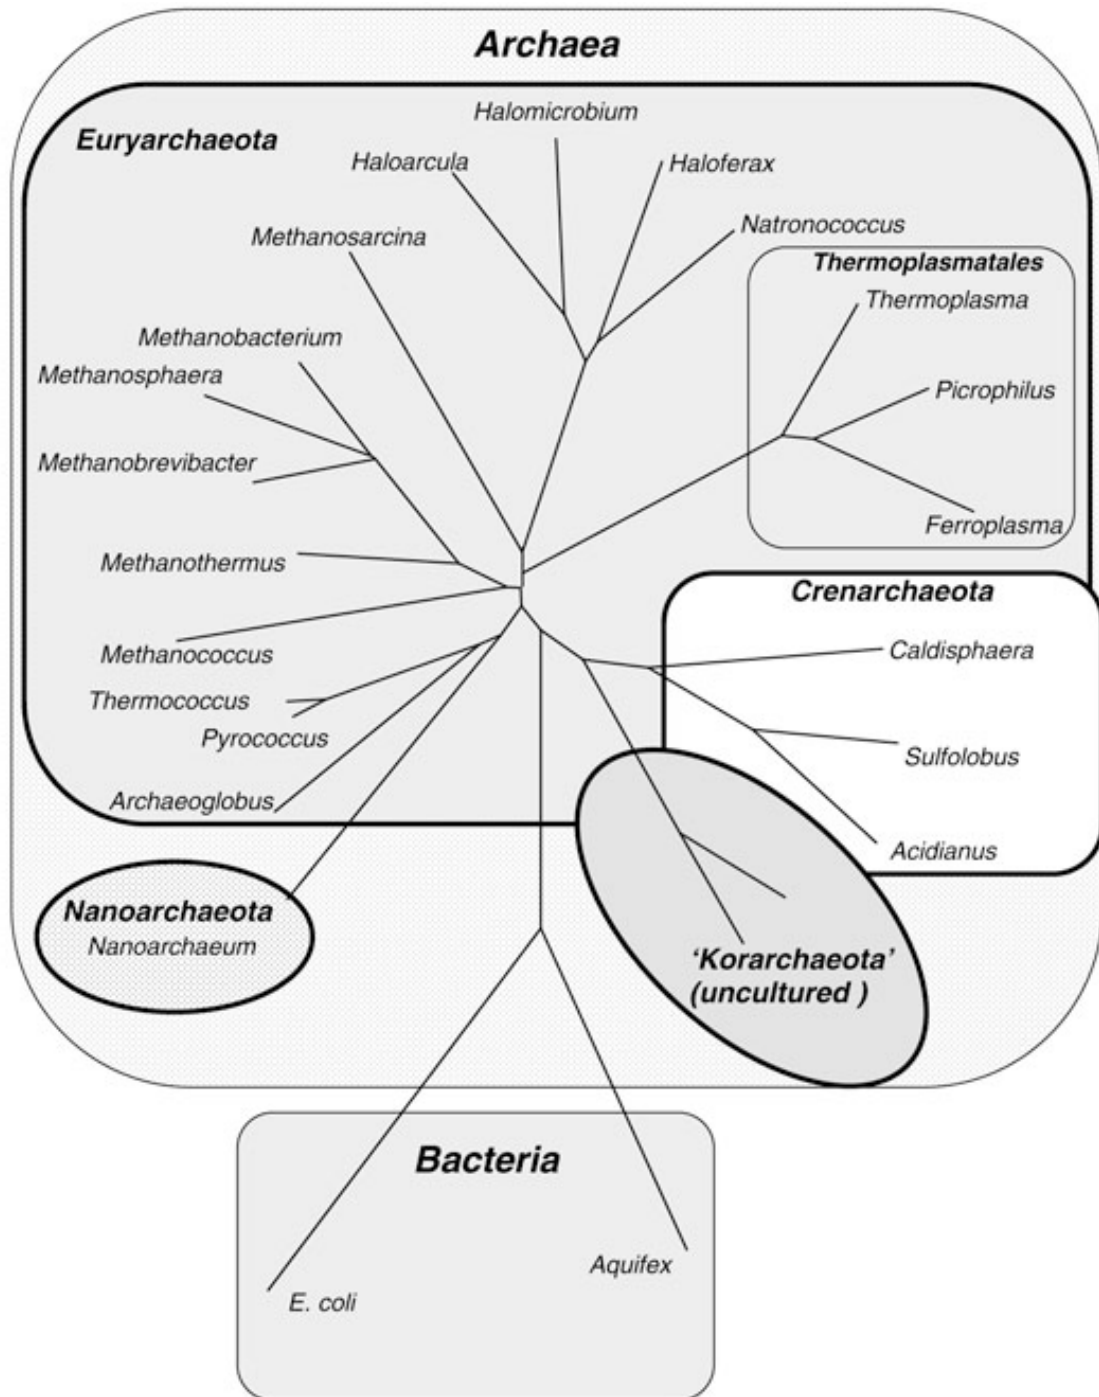 Archaea
Halomicrobium
Euryarchaeota
Haloarcula
Haloferax
Natronococcus
Methanosarcina
Thermoplasmatales
Thermoplasma
Methanobacterium
Methanosphaera
Picrophilus
Methanobrevibacter
Ferroplasma
Methanothermus
Crenarchaeota
Methanococcus
Caldisphaera
Thermococcus
Pyrococcus
Sulfolobus
Archaeoglobus
Acidianus
Nanoarchaeota
Nanoarchaeum
‘Korarchaeota’
(uncultured )
Bacteria
Aquifex
E. coli